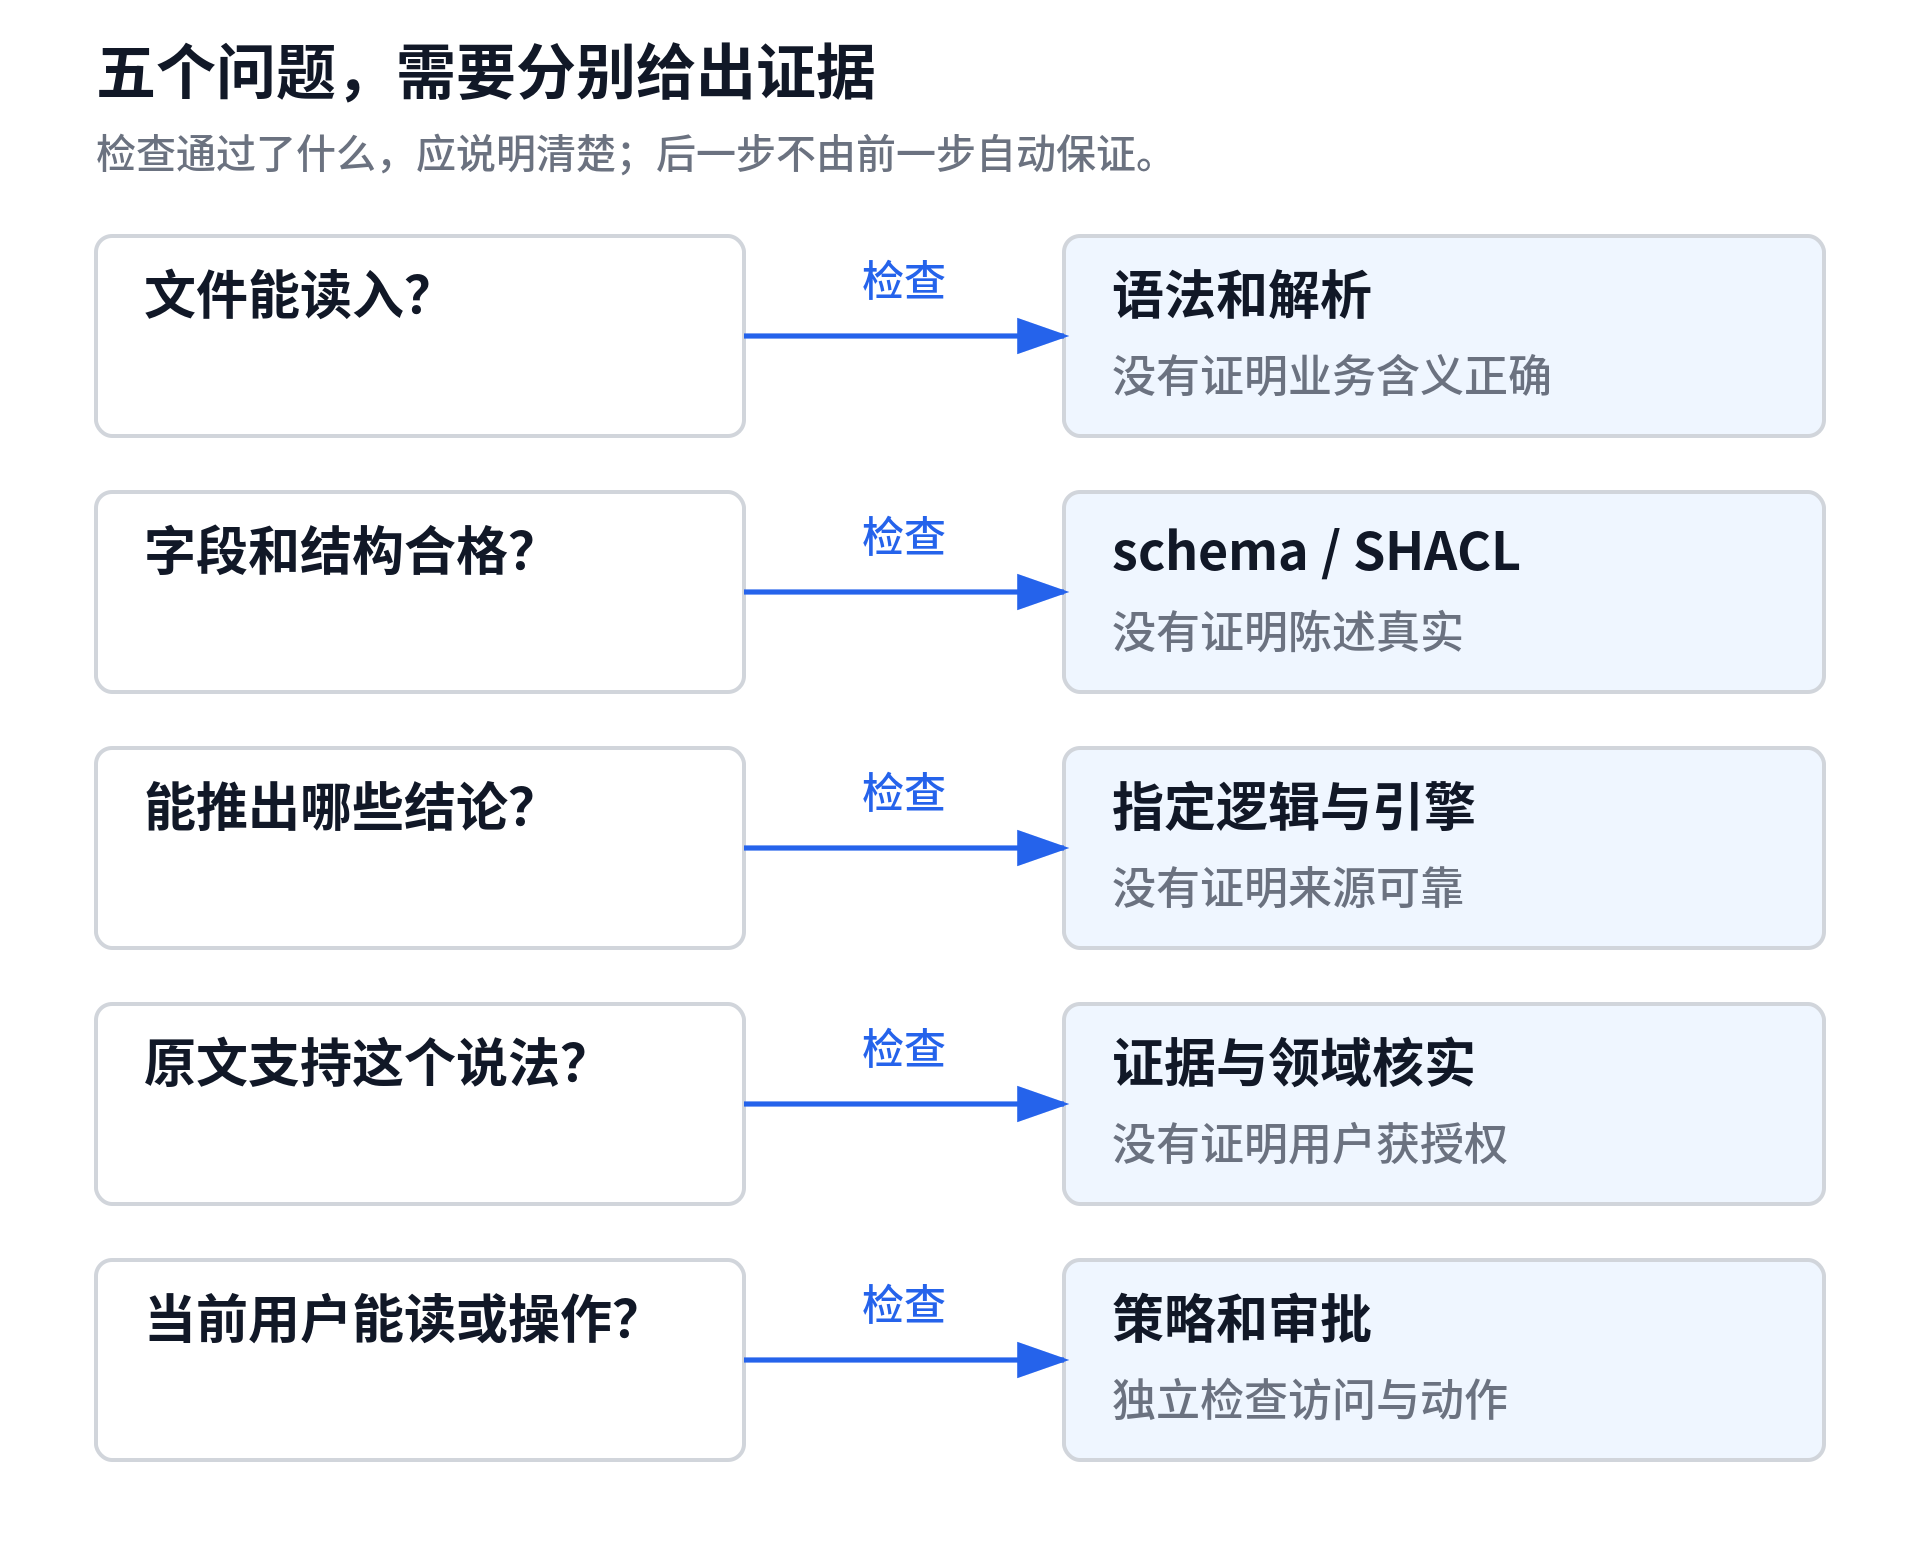 五个问题，需要分别给出证据
检查通过了什么，应说明清楚；后一步不由前一步自动保证。
文件能读入？
检查
语法和解析
没有证明业务含义正确
字段和结构合格？
检查
schema / SHACL
没有证明陈述真实
能推出哪些结论？
检查
指定逻辑与引擎
没有证明来源可靠
原文支持这个说法？
检查
证据与领域核实
没有证明用户获授权
当前用户能读或操作？
检查
策略和审批
独立检查访问与动作